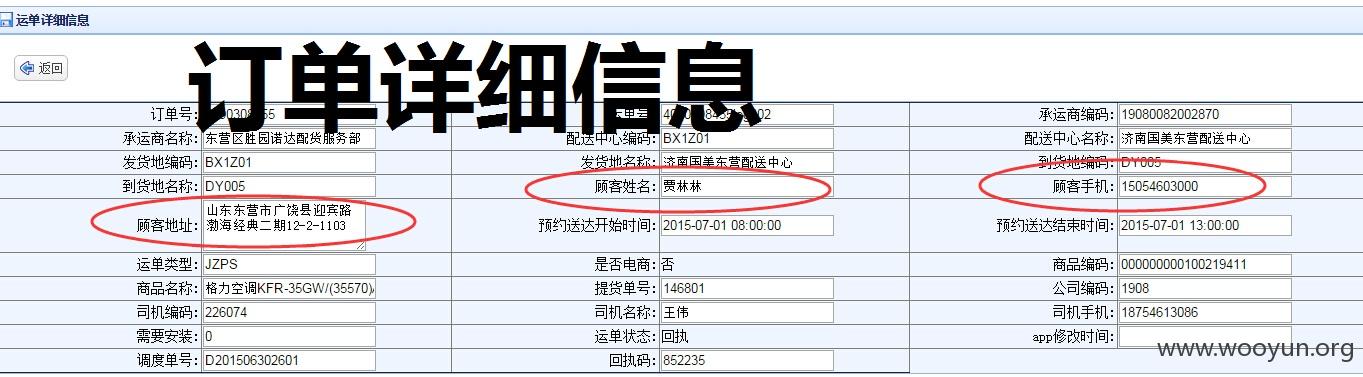 运单详细信息
返回
订单详细信息
订单号:
承运商编码: 19080082002870
承运商名称: 东营区胜园诺达配货服务部 配送中心编码: BX1Z01 配送中心名称: 济南国美东营配送中心
发货地编码: BX1Z01 发货地名称: 济南国美东营配送中心 到货地编码: DY005
到货地名称: DY005 顾客姓名: 贾林林 顾客手机: 15054603000
顾客地址: 山东东营市广饶县迎宾路
渤海经典二期12-2-1103
预约送达开始时间: 2015-07-01 08:00:00 预约送达结束时间: 2015-07-01 13:00:00
运单类型: JZPS 是否电商: 否 商品编码: 000000000100219411
商品名称: 格力空调KFR-35GW/(35570) 提货单号: 146801 公司编码: 1908
司机编码: 226074 司机名称: 王伟 司机手机: 18754613086
需要安装: 0 运单状态: 回执 app修改时间:
调度单号: D201506302601 回执码: 852235
www.wooyun.org